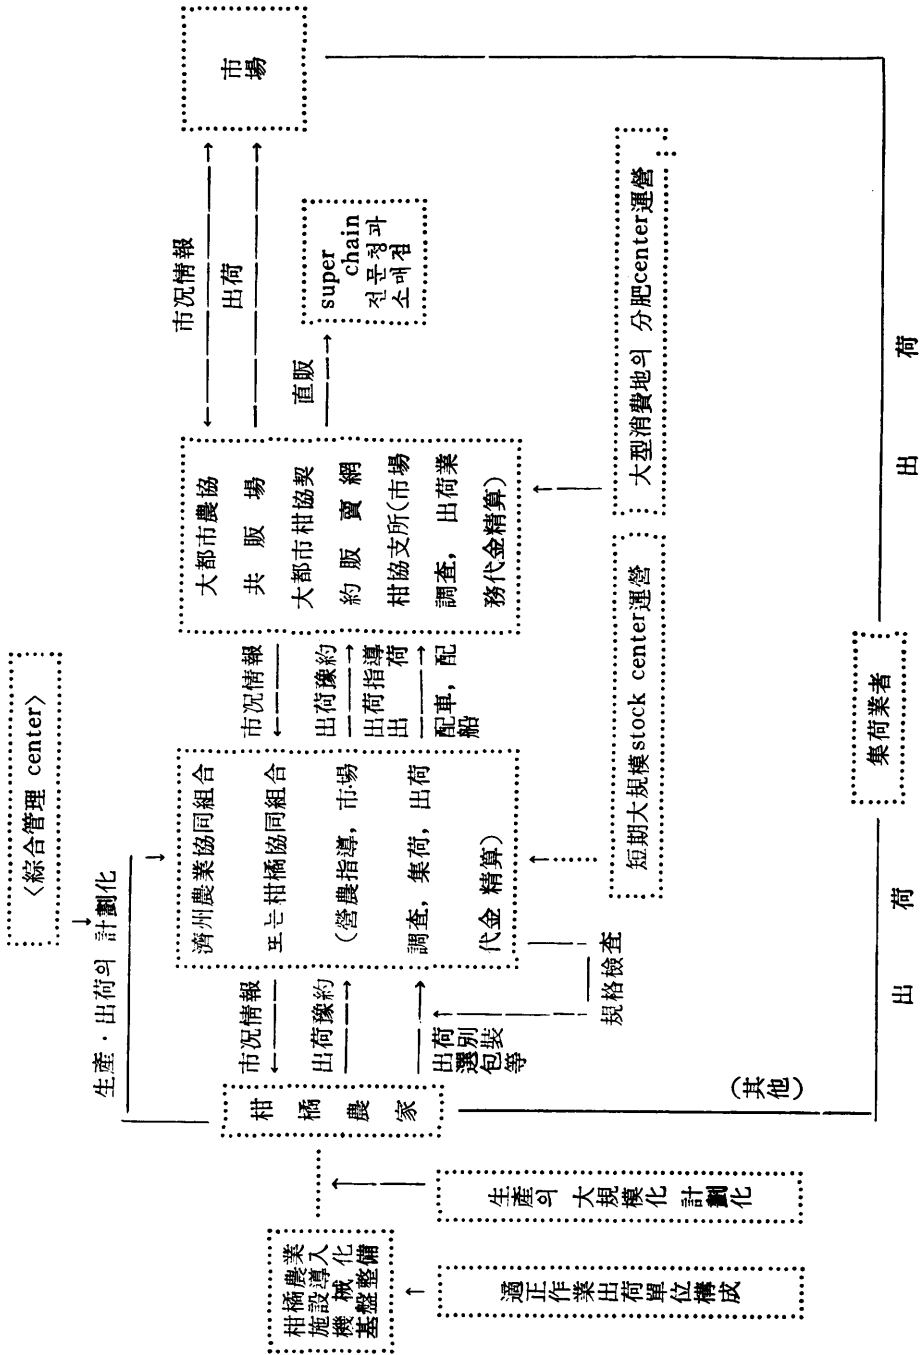 〈綜合管理 center〉
生產·出荷의 計劃化
柑橘農業
施設導入
機械化
基盤整備
適正作業出荷單位構成
生產의 大規模化 計劃化
柑橘農家
市況情報
出荷豫約
出荷
選別
包裝
等
規格檢査
濟州農業協同組合
또는柑橘協同組合
(營農指導, 市場
調査, 集荷, 出荷
代金 精算)
市況情報
出荷豫約
出荷指導
出 荷
配車, 配
船
大都市農協
共 販 場
大都市柑協契
約 販 賣 網
柑協支所(市場
調査, 出荷業
務代金精算)
市況情報
出荷
直販
super
chain
전문청과
소매점
市
場
短期大規模stock center運營
大型消費地의 分肥center運營
(其他)
出 荷
集荷業者
出 荷